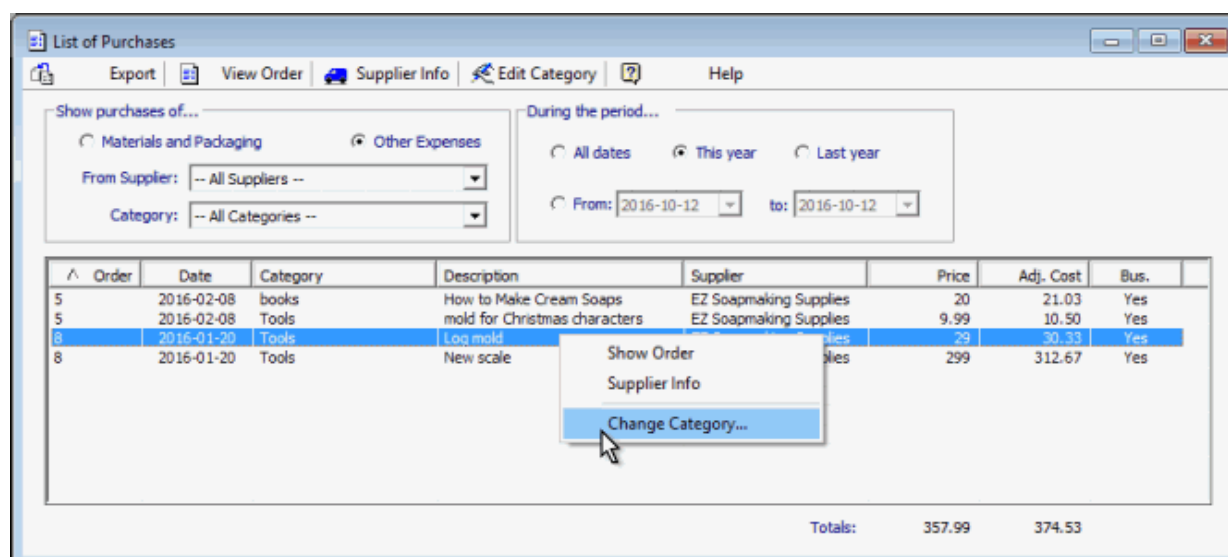 List of Purchases
Export View Order Supplier Info Edit Category Help
Show purchases of... During the period...
Materials and Packaging Other Expenses All dates This year Last year
From Supplier: -- All Suppliers --
From: 2016-10-12 to: 2016-10-12
Category: -- All Categories --
Order Date Category Description Supplier Price Adj. Cost Bus.
5 2016-02-08 books How to Make Cream Soaps EZ Soapmaking Supplies 20 21.03 Yes
5 2016-02-08 Tools mold for Christmas characters EZ Soapmaking Supplies 9.99 10.50 Yes
8 2016-01-20 Tools Log mold 29 30.33 Yes
8 2016-01-20 Tools New scale 299 312.67 Yes
Show Order
Supplier Info
Change Category...
Totals: 357.99 374.53